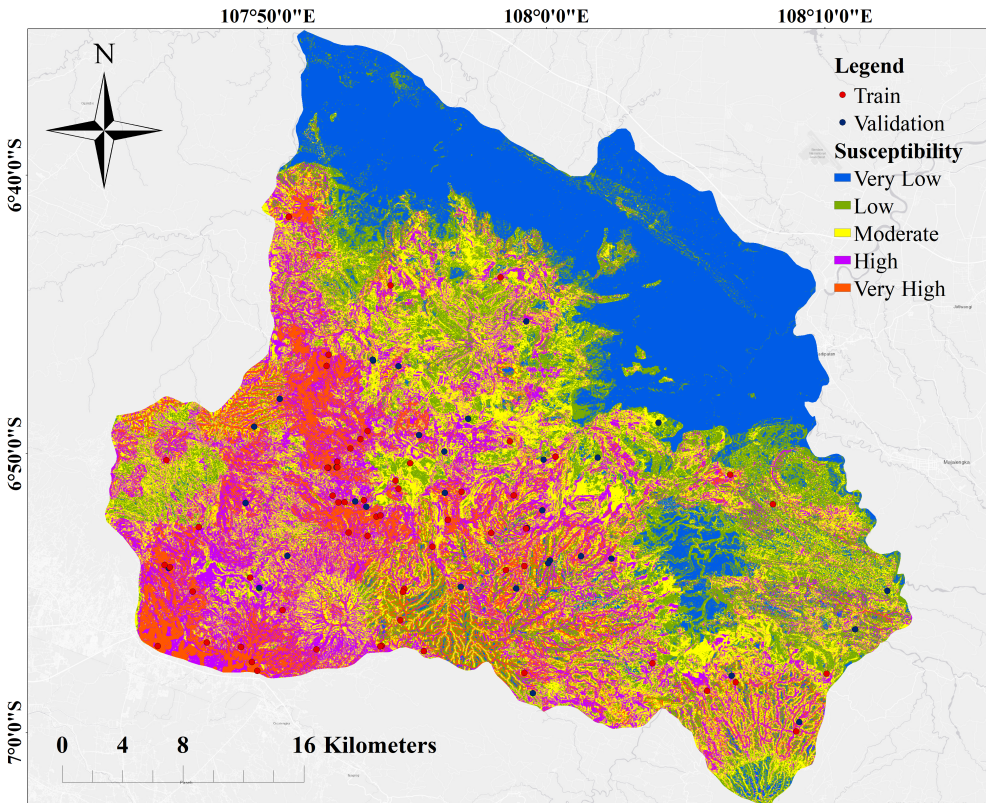 107°50'0"E 108°0'0"E 108°10'0"E
N
6°40'0"S
6°50'0"S
7°0'0"S
Legend
Train
Validation
Susceptibility
Very Low
Low
Moderate
High
Very High
0 4 8 16 Kilometers